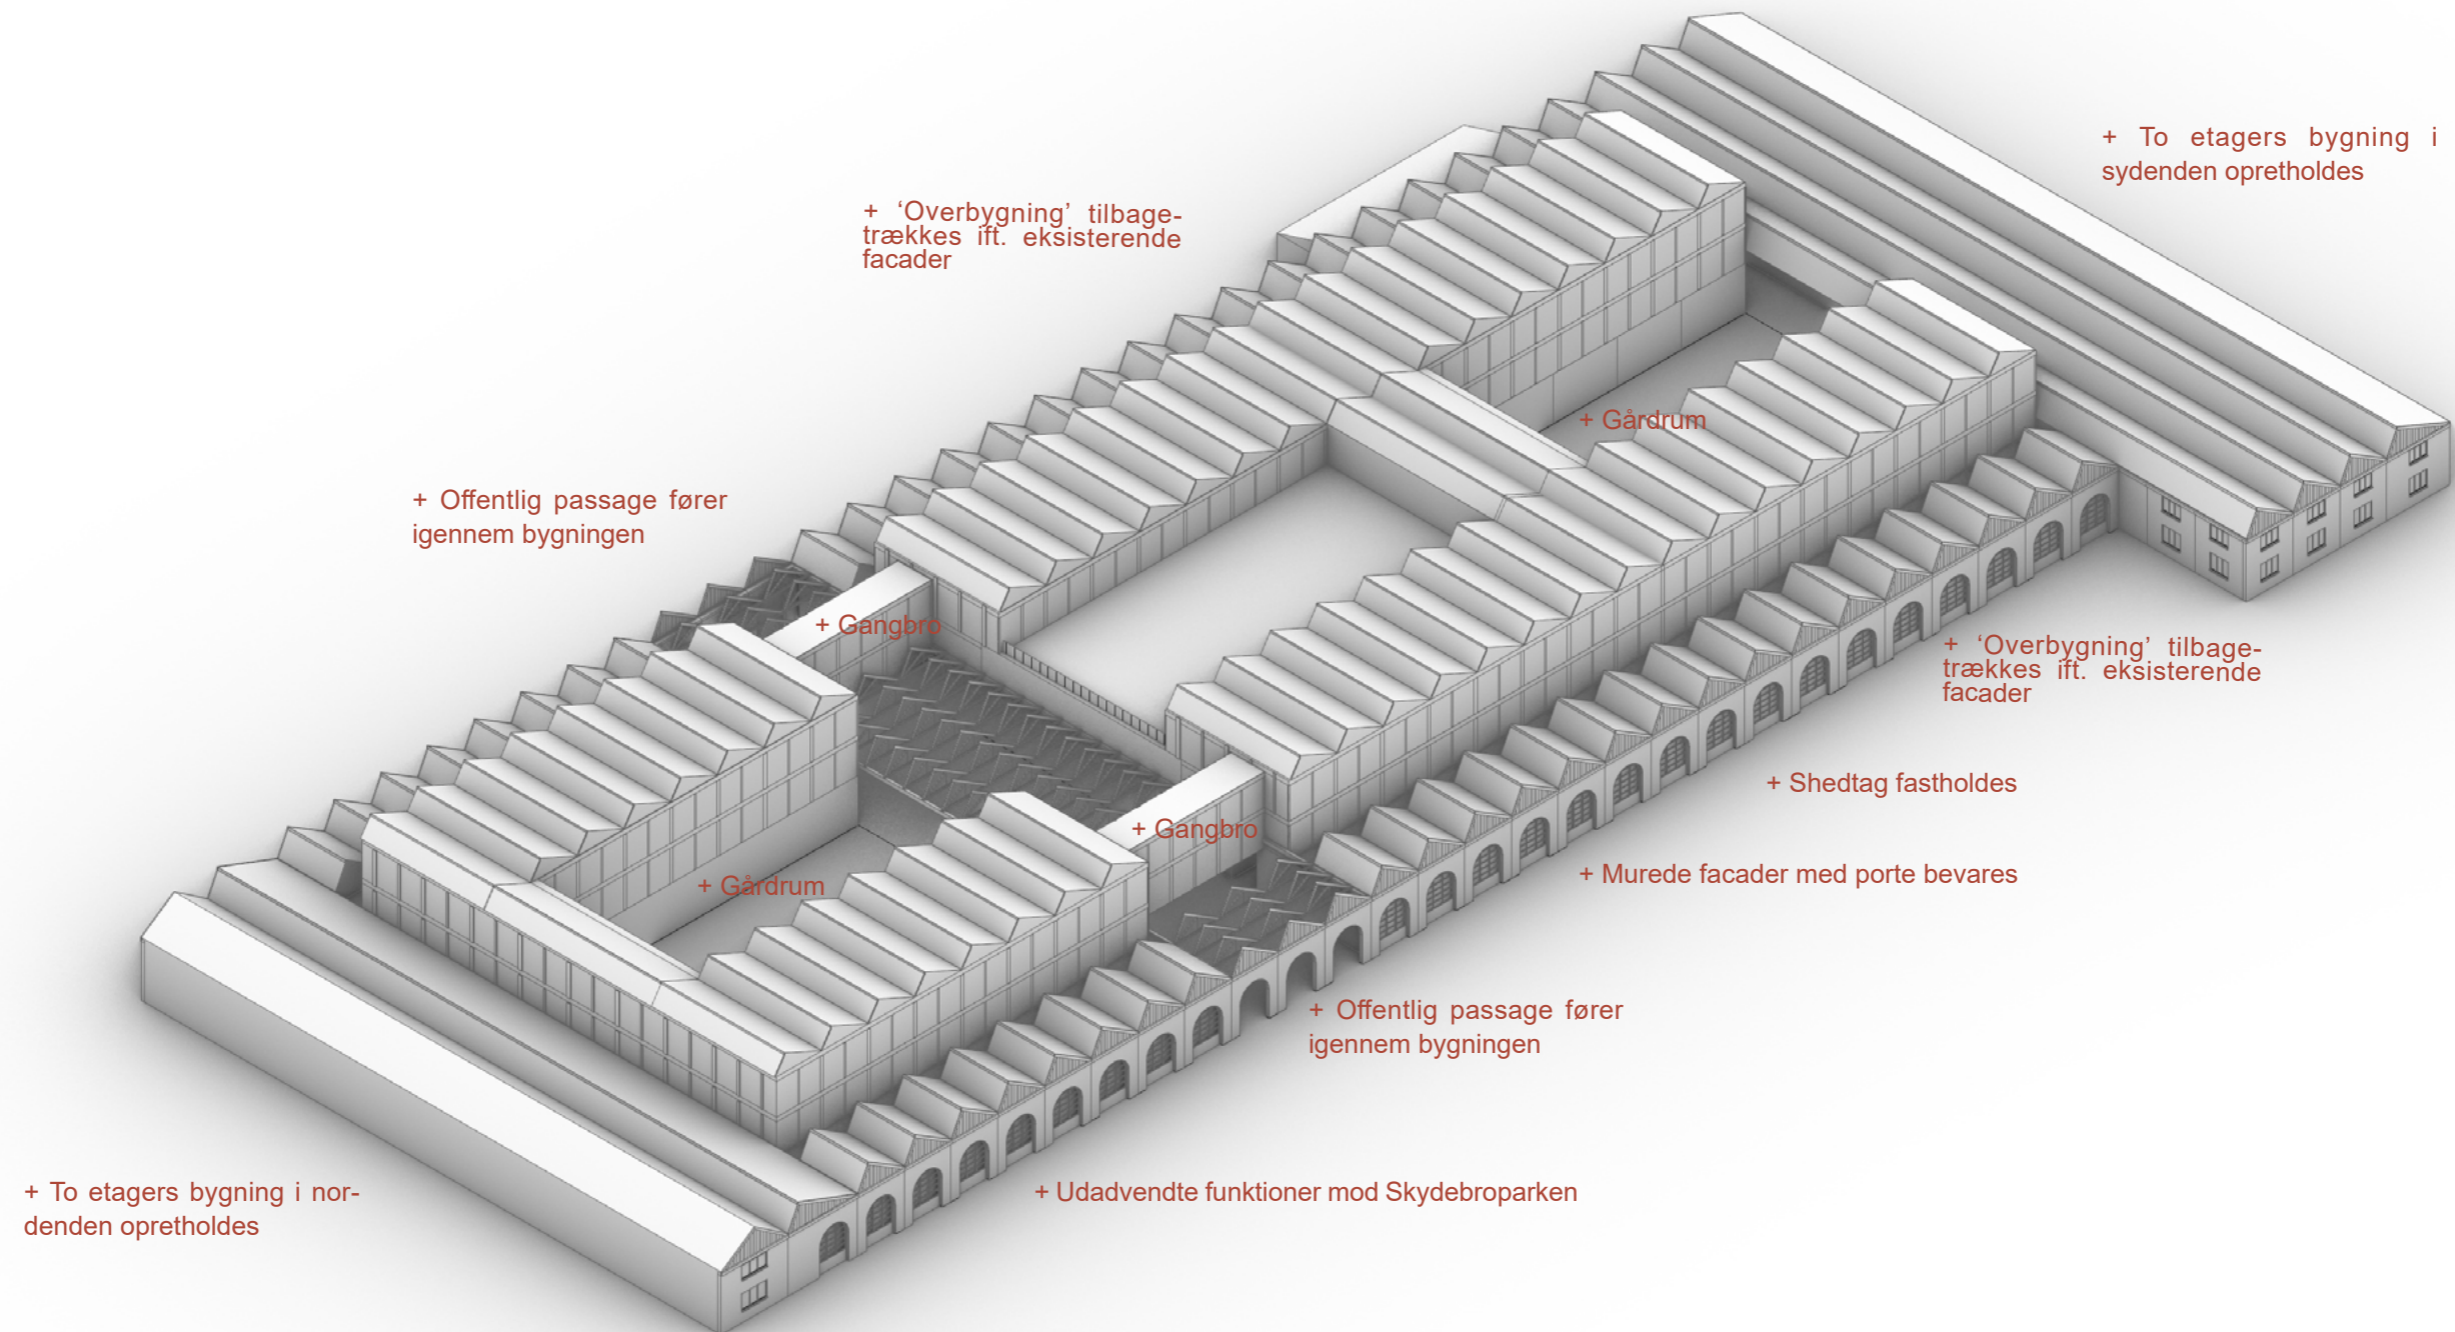 + To etagers bygning i
sydenden opretholdes
+ ‘Overbygning’ tilbage-
trækkes ift. eksisterende
facader
+ Gårdrum
+ Offentlig passage fører
igennem bygningen
+ Gangbro
+ ‘Overbygning’ tilbage-
trækkes ift. eksisterende
facader
+ Shedtag fastholdes
+ Gangbro
+ Murede facader med porte bevares
+ Gårdrum
+ Offentlig passage fører
igennem bygningen
+ To etagers bygning i nor-
denden opretholdes
+ Udadvendte funktioner mod Skydebroparken